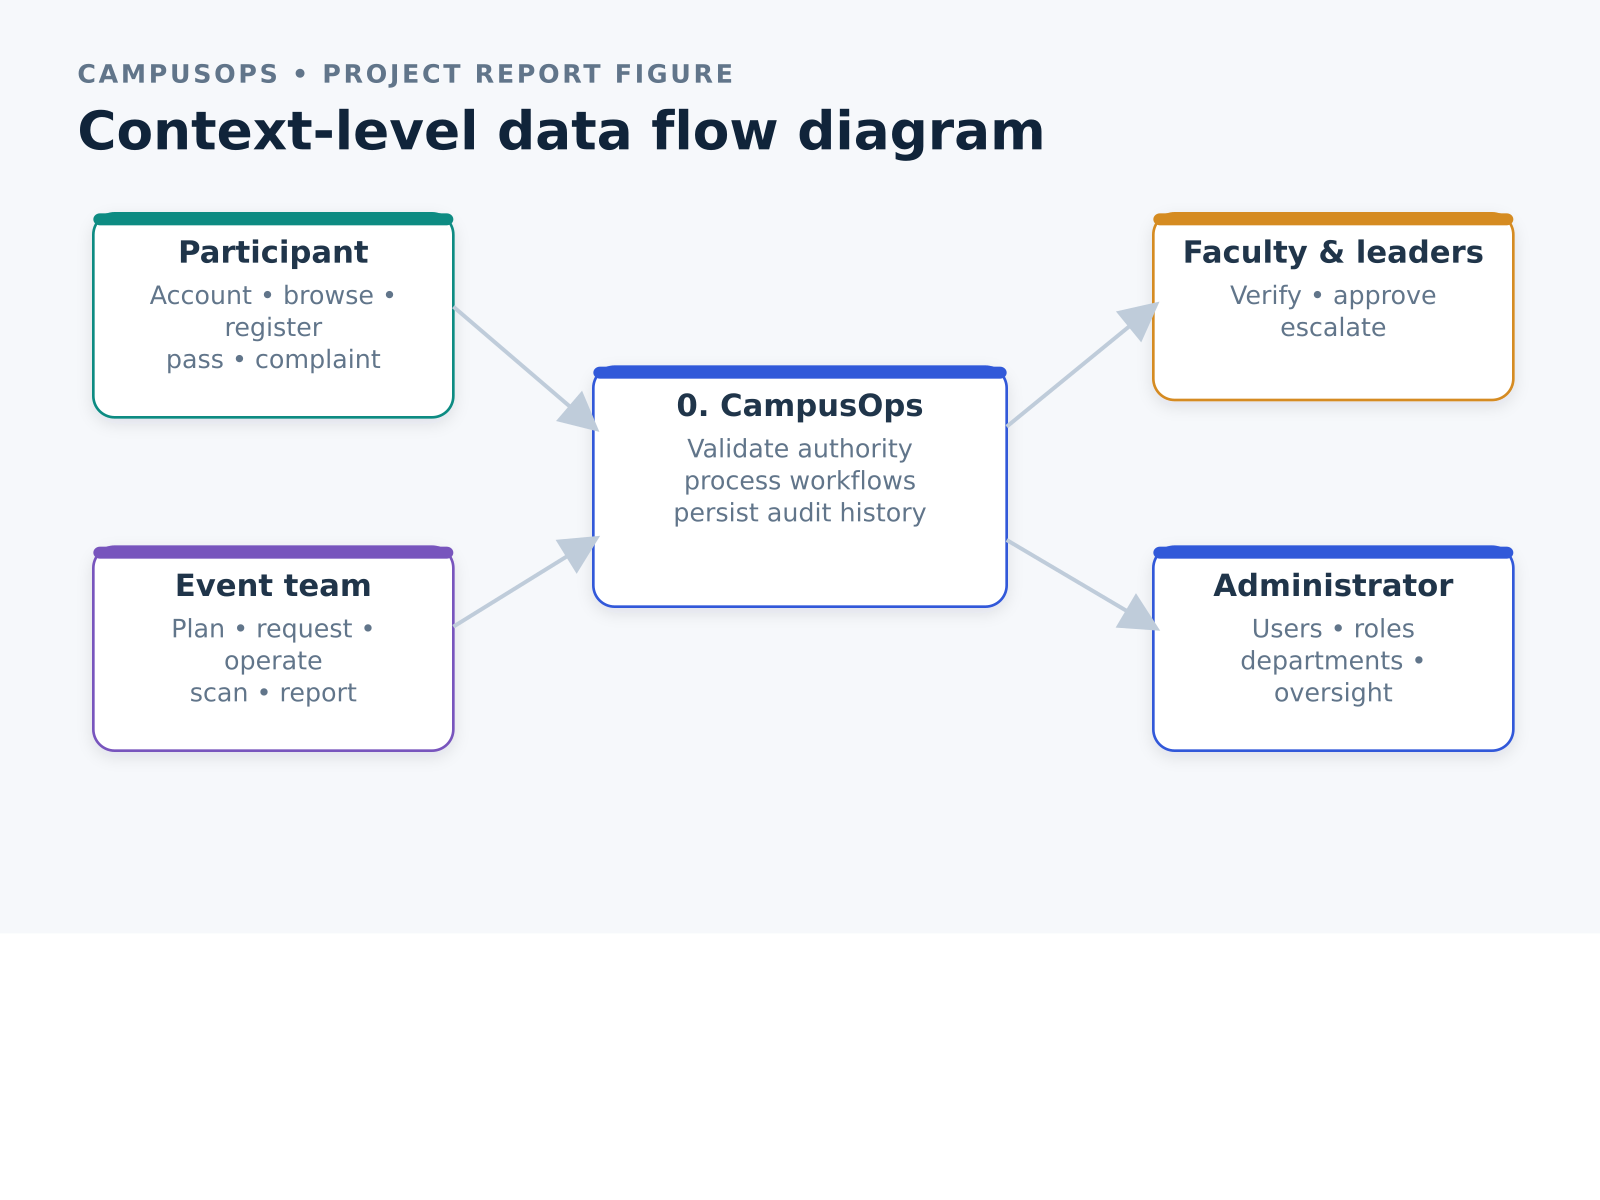 CAMPUSOPS • PROJECT REPORT FIGURE
Context-level data flow diagram
Participant
Account • browse •
register
pass • complaint
Faculty & leaders
Verify • approve
escalate
0. CampusOps
Validate authority
process workflows
persist audit history
Event team
Plan • request •
operate
scan • report
Administrator
Users • roles
departments •
oversight